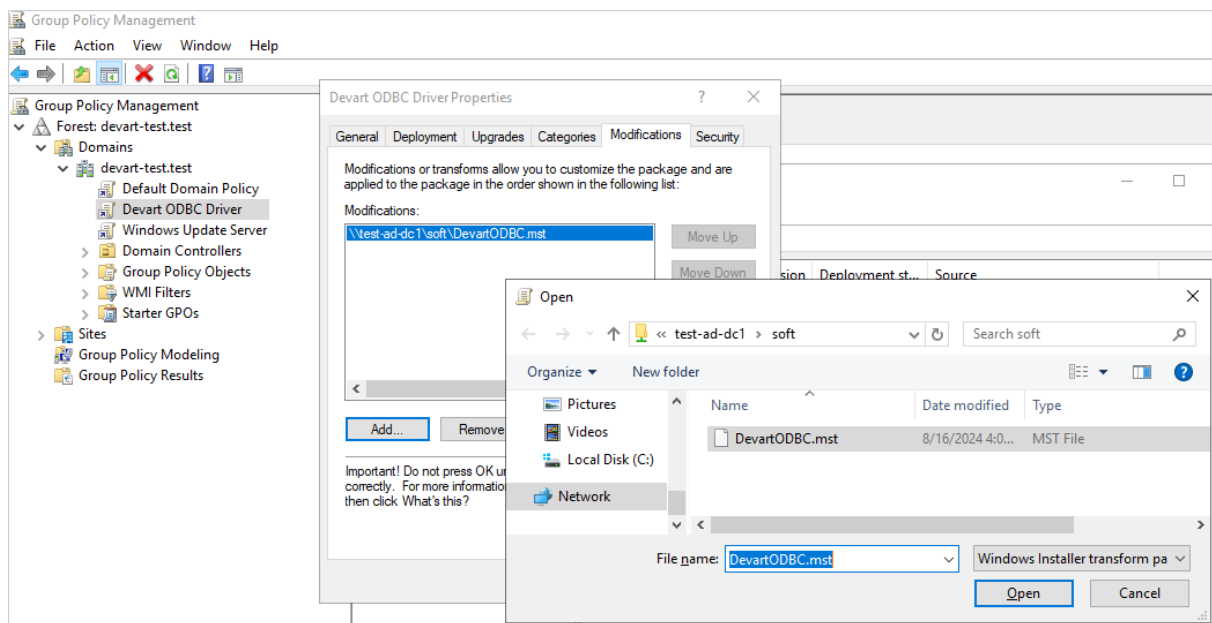 Group Policy Management
File Action View Window Help
Group Policy Management
Forest: devart-test.test
Domains
devart-test.test
Default Domain Policy
Devart ODBC Driver
Windows Update Server
Domain Controllers
Group Policy Objects
WMI Filters
Starter GPOs
Sites
Group Policy Modeling
Group Policy Results
Devart ODBC Driver Properties
General Deployment Upgrades Categories Modifications Security
Modifications or transforms allow you to customize the package and are
applied to the package in the order shown in the following list:
Modifications:
\\test-ad-dc1\soft\DevartODBC.mst
Move Up
Move Down
Add...
Remove
Important! Do not press OK
correctly. For more
then click What's this?
Deployment st... Source
Open
« test-ad-dc1 > soft
Search soft
Organize New folder
Pictures
Videos
Local Disk (C:)
Network
Name Date modified Type
DevartODBC.mst 8/16/2024 4:0... MST File
File name: DevartODBC.mst
Windows Installer transform pa
Open Cancel